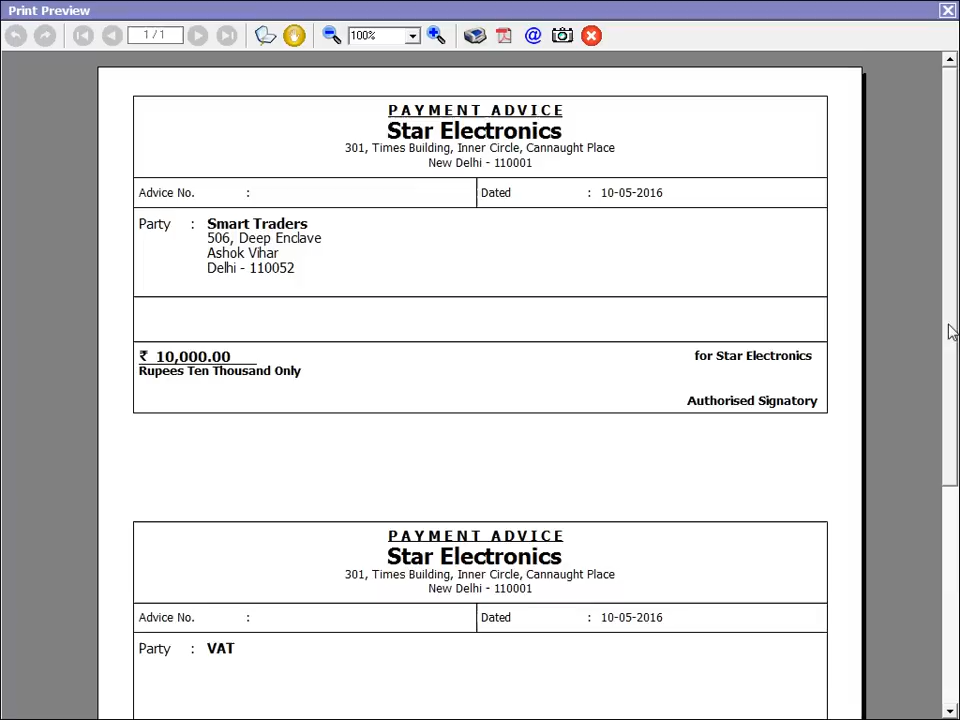 Print Preview
1 / 1
100%
PAYMENT ADVICE
Star Electronics
301, Times Building, Inner Circle, Cannaught Place
New Delhi - 110001
Advice No. :
Dated : 10-05-2016
Party : Smart Traders
506, Deep Enclave
Ashok Vihar
Delhi - 110052
₹ 10,000.00
for Star Electronics
Rupees Ten Thousand Only
Authorised Signatory
PAYMENT ADVICE
Star Electronics
301, Times Building, Inner Circle, Cannaught Place
New Delhi - 110001
Advice No. :
Dated : 10-05-2016
Party : VAT